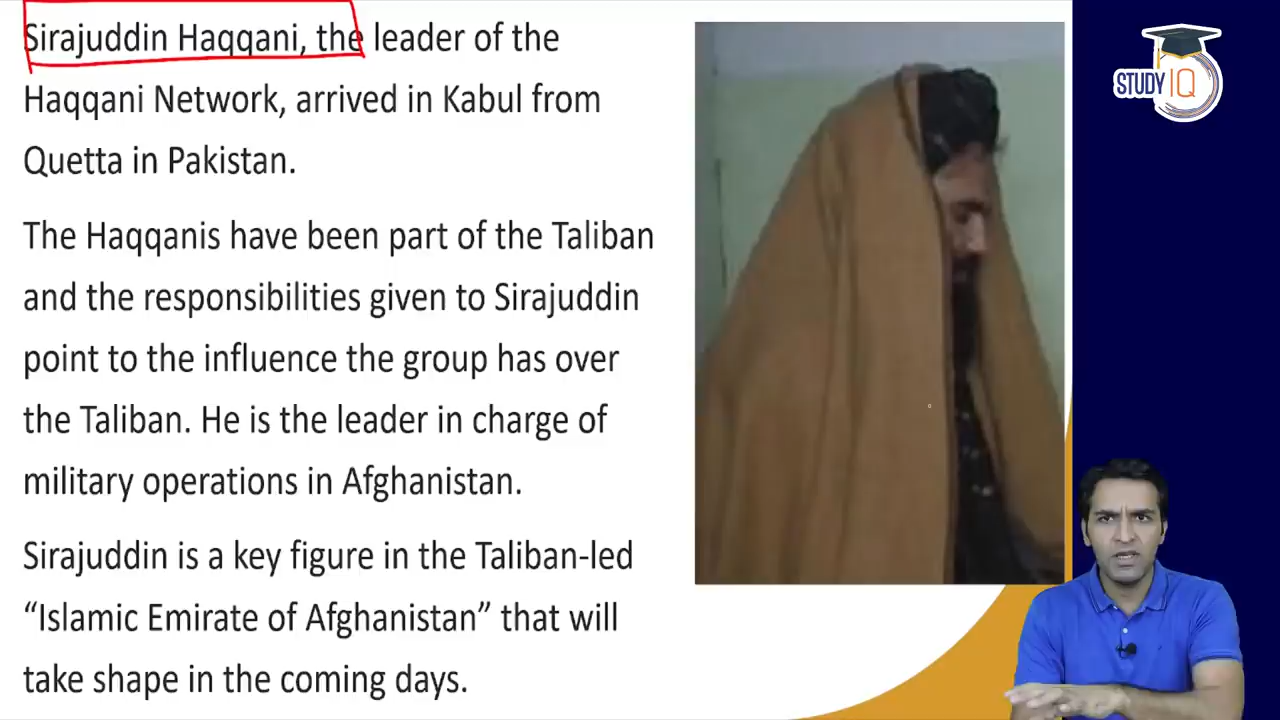 Sirajuddin Haqqani, the leader of the
Haqqani Network, arrived in Kabul from
Quetta in Pakistan.
The Haqqanis have been part of the Taliban
and the responsibilities given to Sirajuddin
point to the influence the group has over
the Taliban. He is the leader in charge of
military operations in Afghanistan.
Sirajuddin is a key figure in the Taliban-led
“Islamic Emirate of Afghanistan” that will
take shape in the coming days.
STUDY IQ